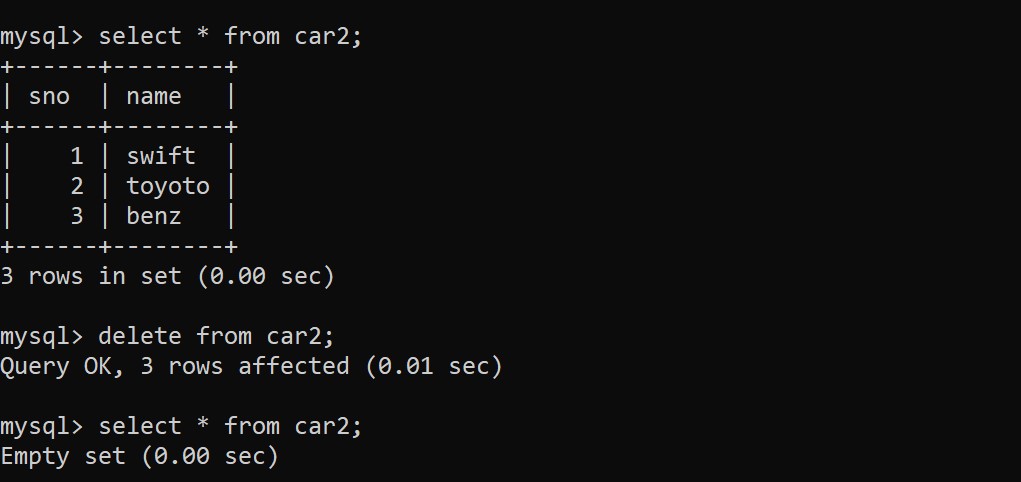 mysql> select * from car2;
+------+--------+
| sno  | name   |
+------+--------+
|    1 | swift  |
|    2 | toyoto |
|    3 | benz   |
+------+--------+
3 rows in set (0.00 sec)
mysql> delete from car2;
Query OK, 3 rows affected (0.01 sec)
mysql> select * from car2;
Empty set (0.00 sec)